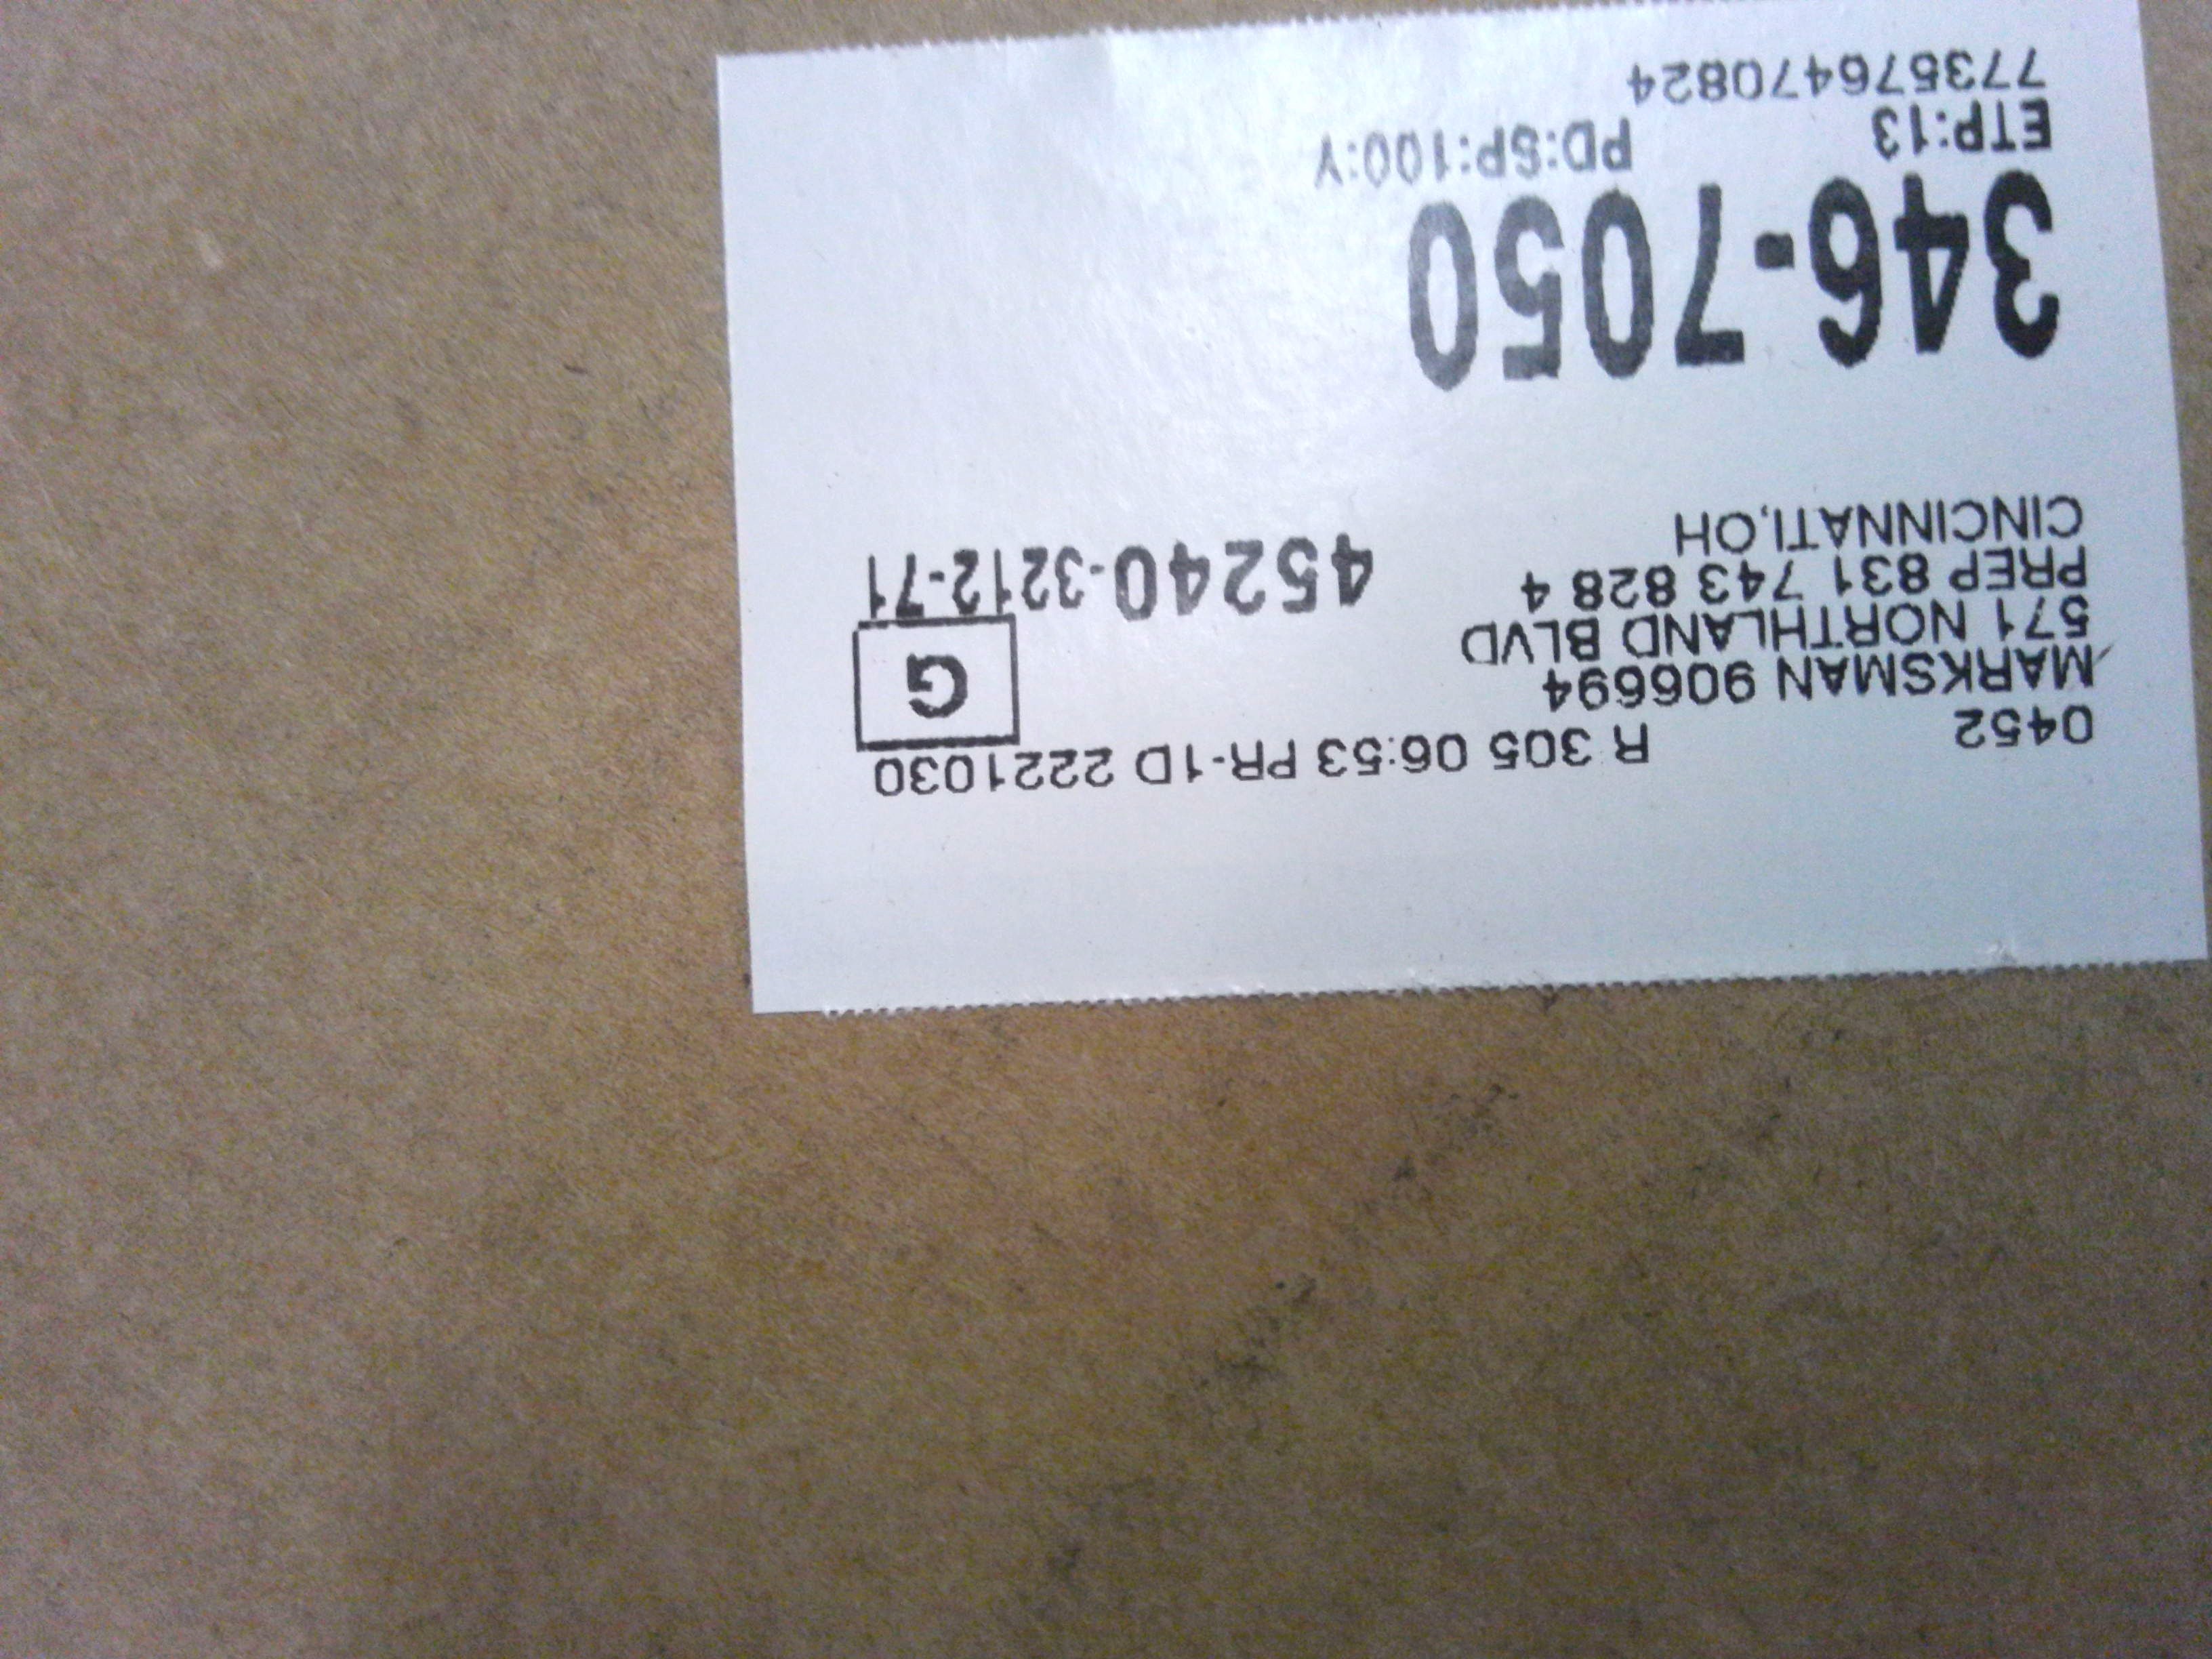 0452 R 305 06:53 PR-1D 2221030
MARKSMAN 906694 G
571 NORTHLAND BLVD
PREP 831 743 828 4 45240-3212-71
CINCINNATI,OH
346-7050
ETP:13 PD:SP:100:Y
773576470824